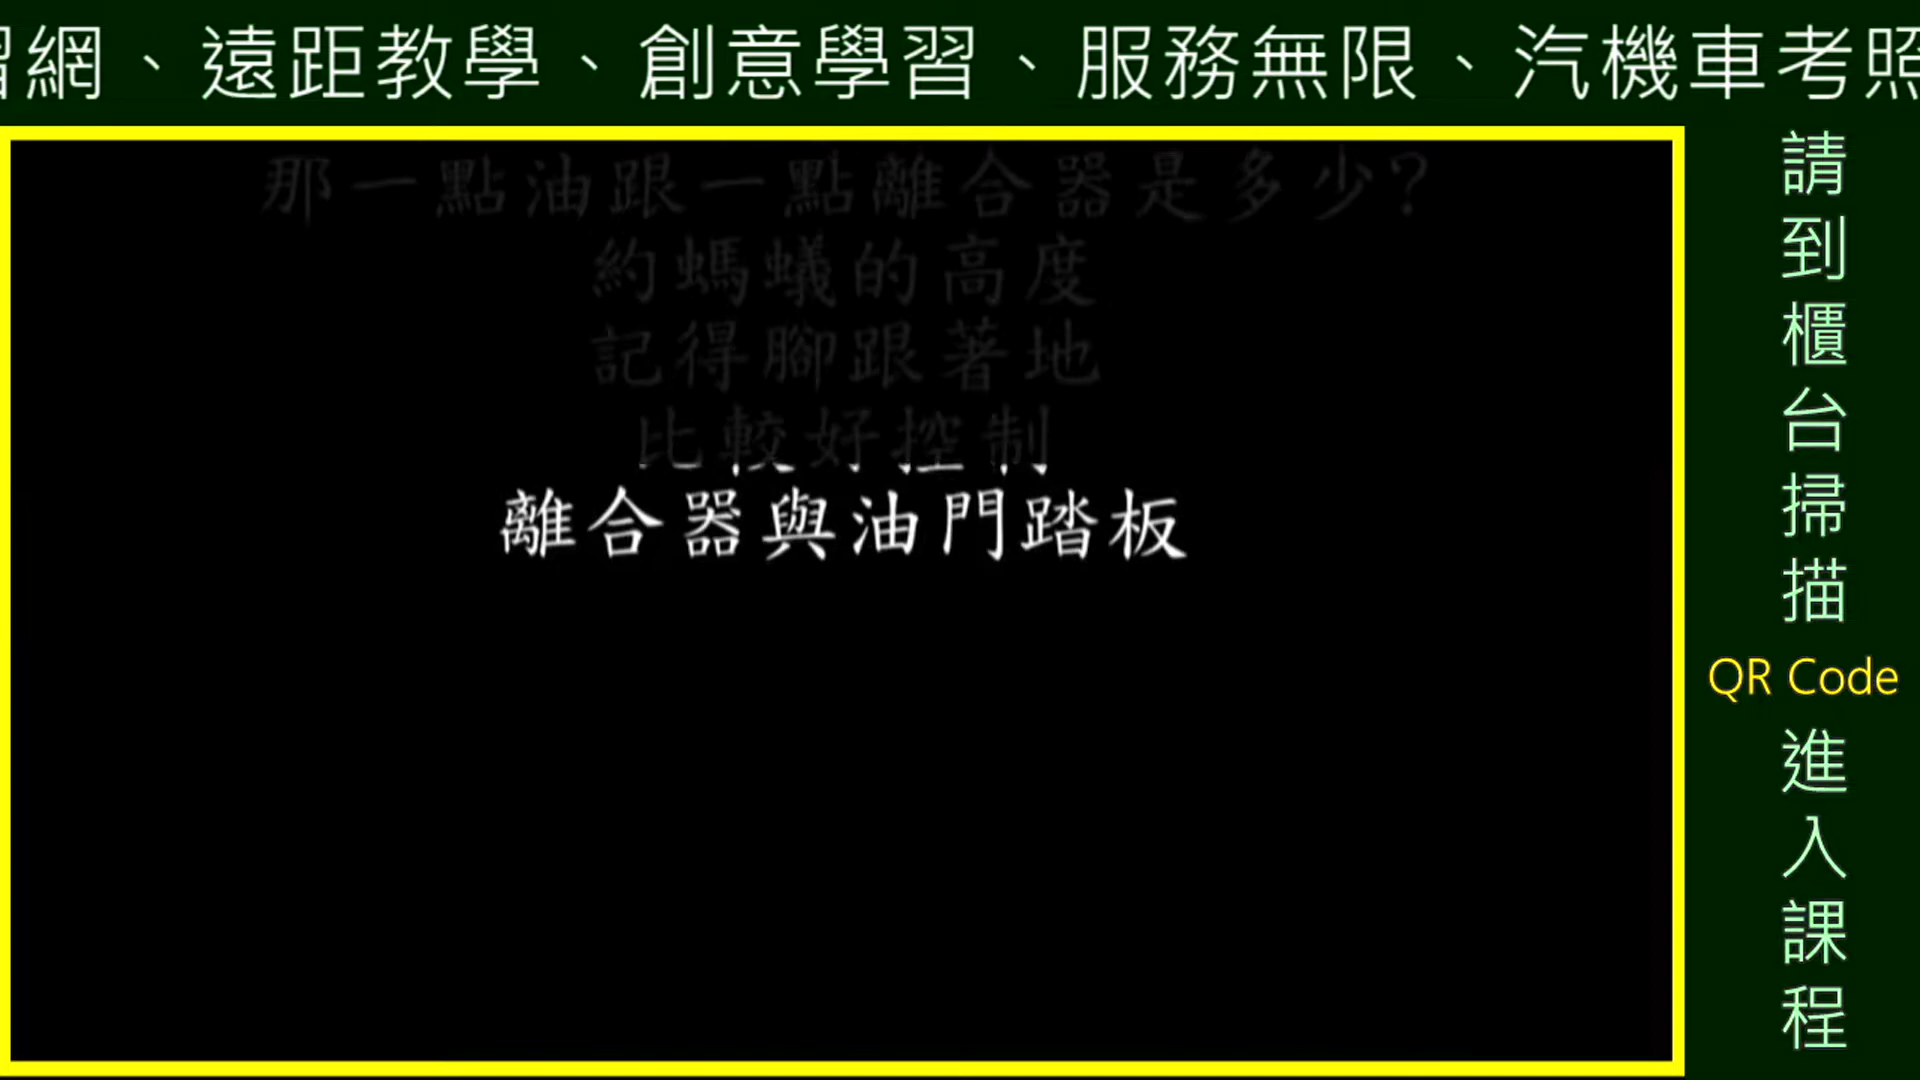 習網、遠距教學、創意學習、服務無限、汽機車考照
那一點油跟一點離合器是多少?
約螞蟻的高度
記得腳跟著地
比較好控制
離合器與油門踏板
請到櫃台掃描
QR Code
進入課程